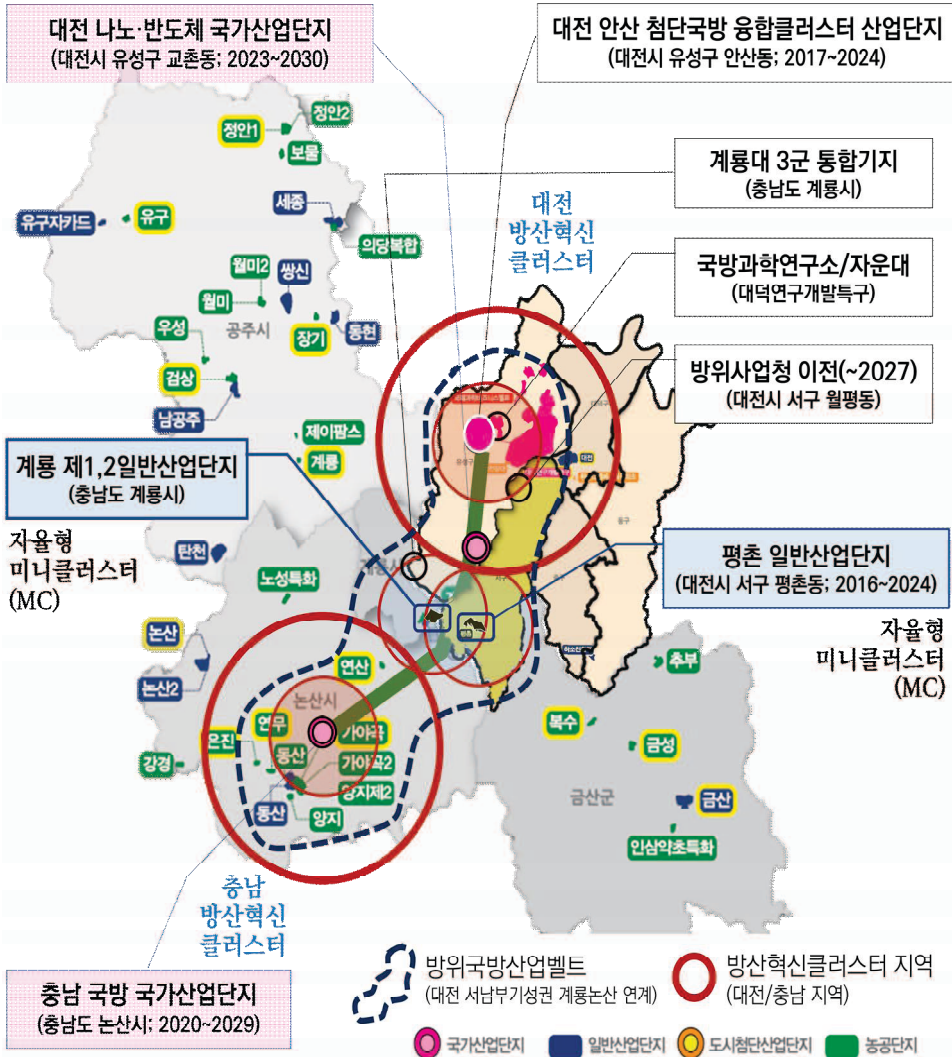 대전 나노·반도체 국가산업단지
(대전시 유성구 교촌동; 2023~2030)
대전 안산 첨단국방 융합클러스터 산업단지
(대전시 유성구 안산동; 2017~2024)
정안2
정안1
보물
계룡대 3군 통합기지
(충남도 계룡시)
세종
대전
방산혁신
클러스터
유구자카드
유구
의당복합
국방과학연구소/자운대
(대덕연구개발특구)
월미2
쌍신
월미
공주시
장기
동현
우성
검상
남공주
방위사업청 이전(~2027)
(대전시 서구 월평동)
제이팜스
계룡
대전
계룡 제1,2일반산업단지
(충남도 계룡시)
자율형
미니클러스터
(MC)
탄천
노성특화
평촌 일반산업단지
(대전시 서구 평촌동; 2016~2024)
자율형
미니클러스터
(MC)
논산
논산2
연산
추부
논산시
연무
가야곡
복수
은진
금성
강경
동산
가야곡2
양지제2
동산
양지
금산군
금산
인삼약초특화
충남
방산혁신
클러스터
충남 국방 국가산업단지
(충남도 논산시; 2020~2029)
방위국방산업벨트
(대전 서남부기성권 계룡논산 연계)
방산혁신클러스터 지역
(대전/충남 지역)
국가산업단지
일반산업단지
도시첨단산업단지
농공단지